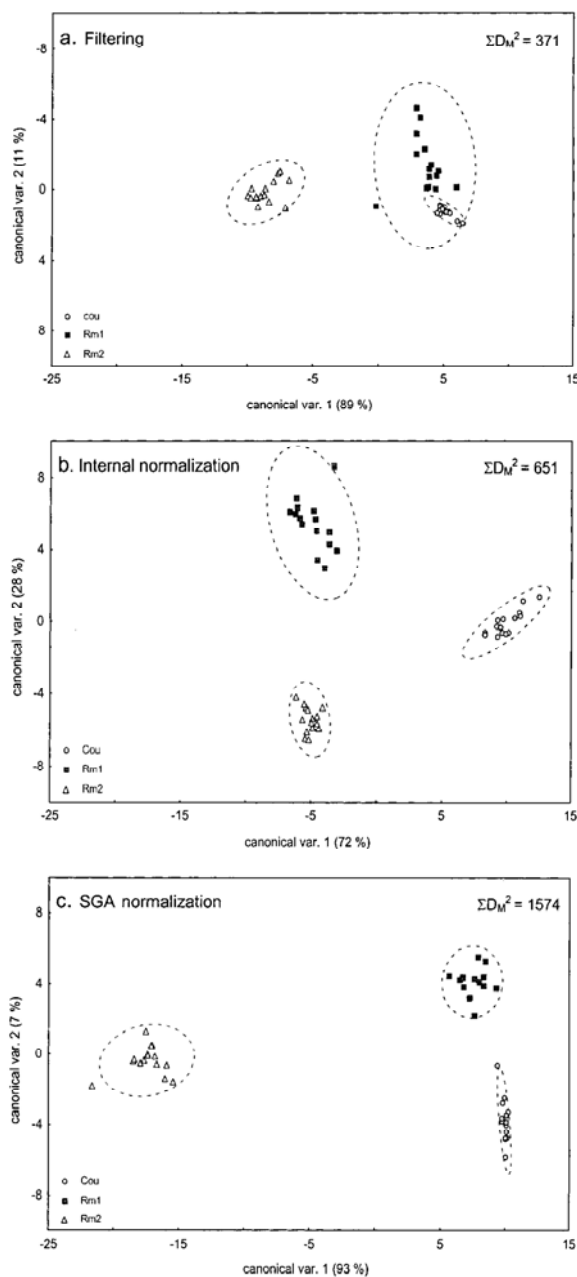 a. Filtering
ΣDM² = 371
-8
-4
0
4
8
canonical var. 2 (11 %)
cou
Rm1
Rm2
-25
-15
-5
5
15
canonical var. 1 (89 %)
b. Internal normalization
ΣDM² = 651
8
4
0
-4
-8
canonical var. 2 (28 %)
Cou
Rm1
Rm2
-25
-15
-5
5
15
canonical var. 1 (72 %)
c. SGA normalization
ΣDM² = 1574
8
4
0
-4
-8
canonical var. 2 (7 %)
Cou
Rm1
Rm2
-25
-15
-5
5
15
canonical var. 1 (93 %)